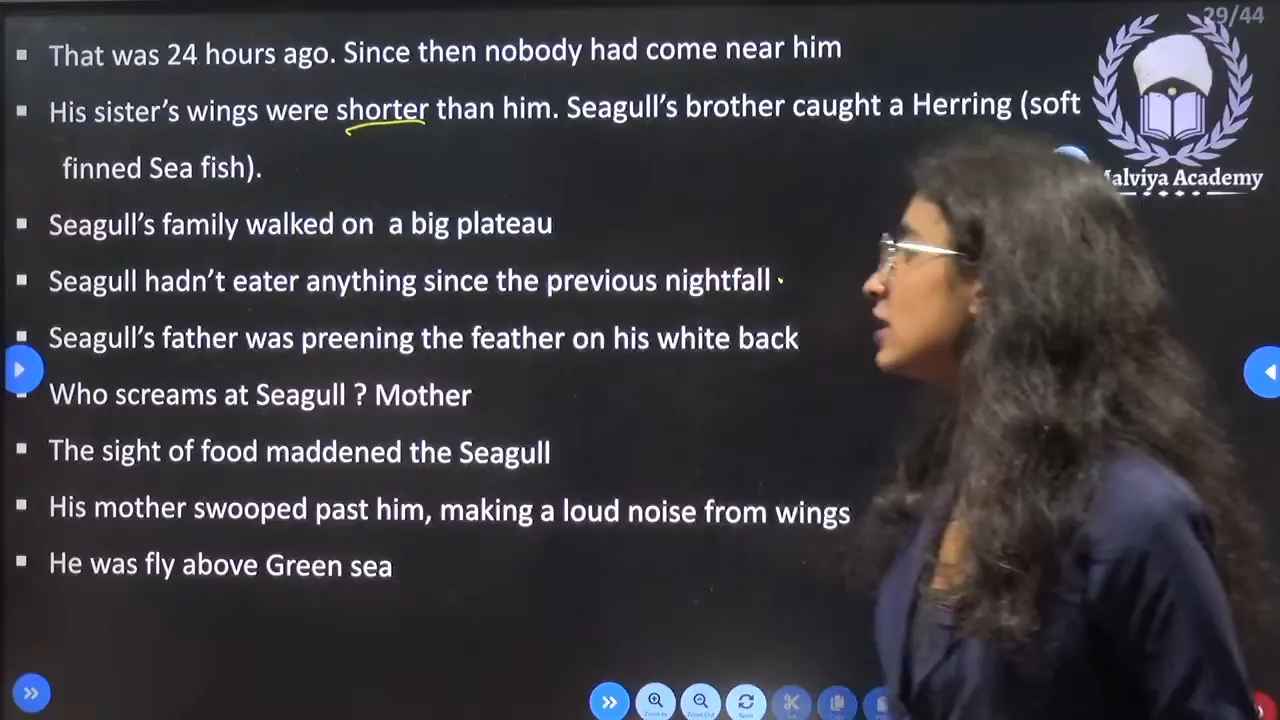 29/44
That was 24 hours ago. Since then nobody had come near him
His sister's wings were shorter than him. Seagull's brother caught a Herring (soft
finned Sea fish).
Malviya Academy
Seagull's family walked on a big plateau
Seagull hadn't eater anything since the previous nightfall
Seagull's father was preening the feather on his white back
Who screams at Seagull ? Mother
The sight of food maddened the Seagull
His mother swooped past him, making a loud noise from wings
He was fly above Green sea
Zoom In Zoom Out